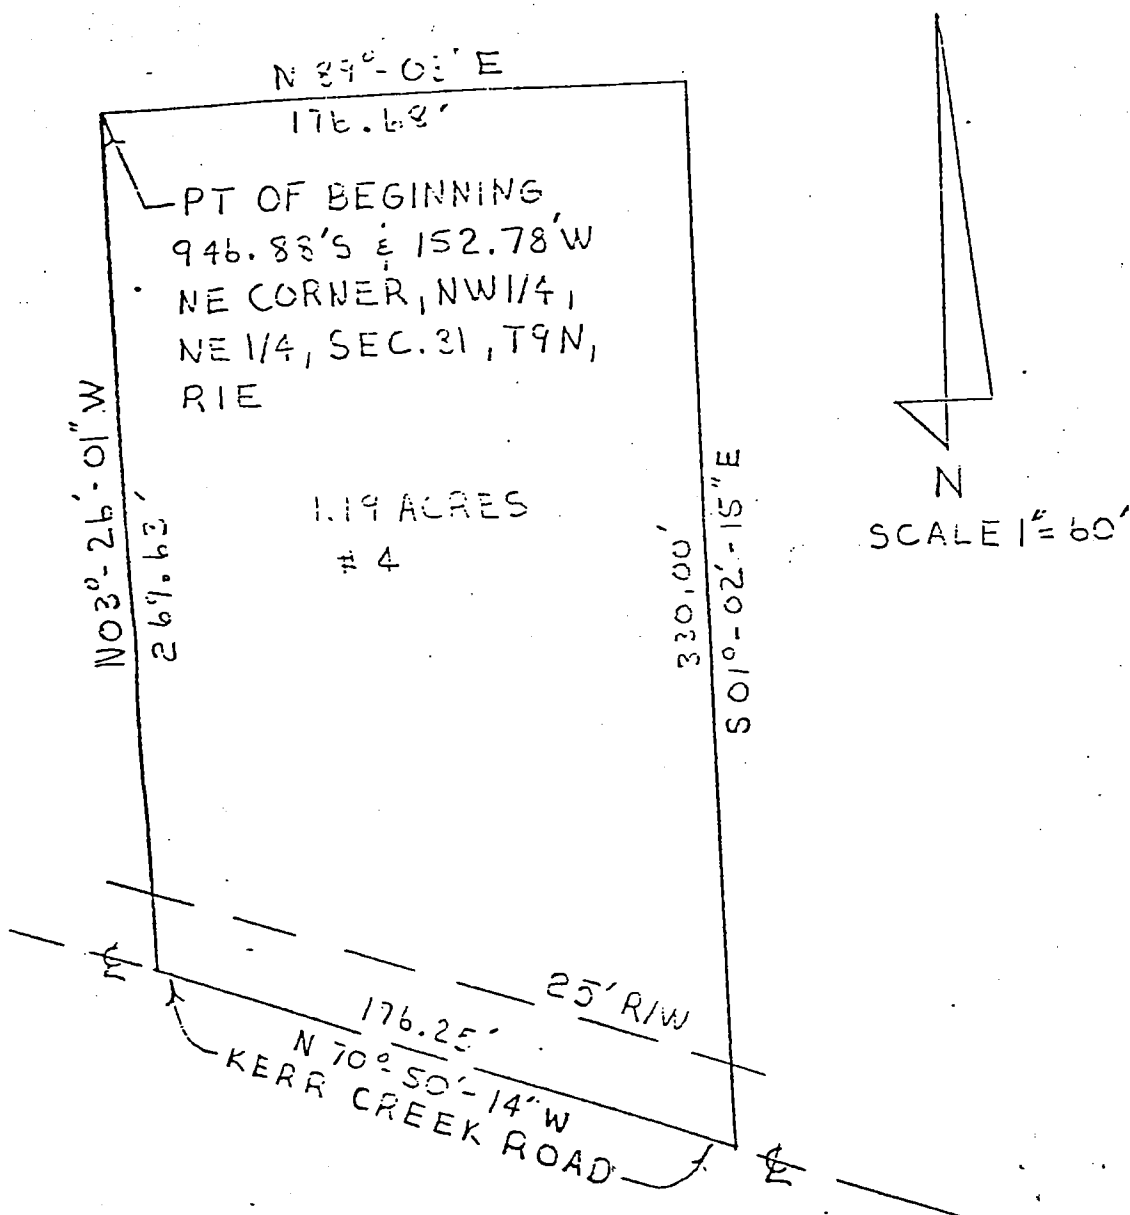 N 89°-03' E
176.68'
PT OF BEGINNING
946.88'S & 152.78'W
NE CORNER, NW1/4,
NE 1/4, SEC. 31, T9N,
R1E
N03°-26'-01" W
267.63'
1.19 ACRES
# 4
330.00'
S 01°-02'-15" E
N
SCALE 1"= 60'
25' R/W
176.25'
N 70°-50'-14" W
KERR CREEK ROAD
℄
℄